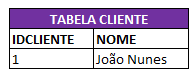 TABELA CLIENTE
IDCLIENTE NOME
1 João Nunes